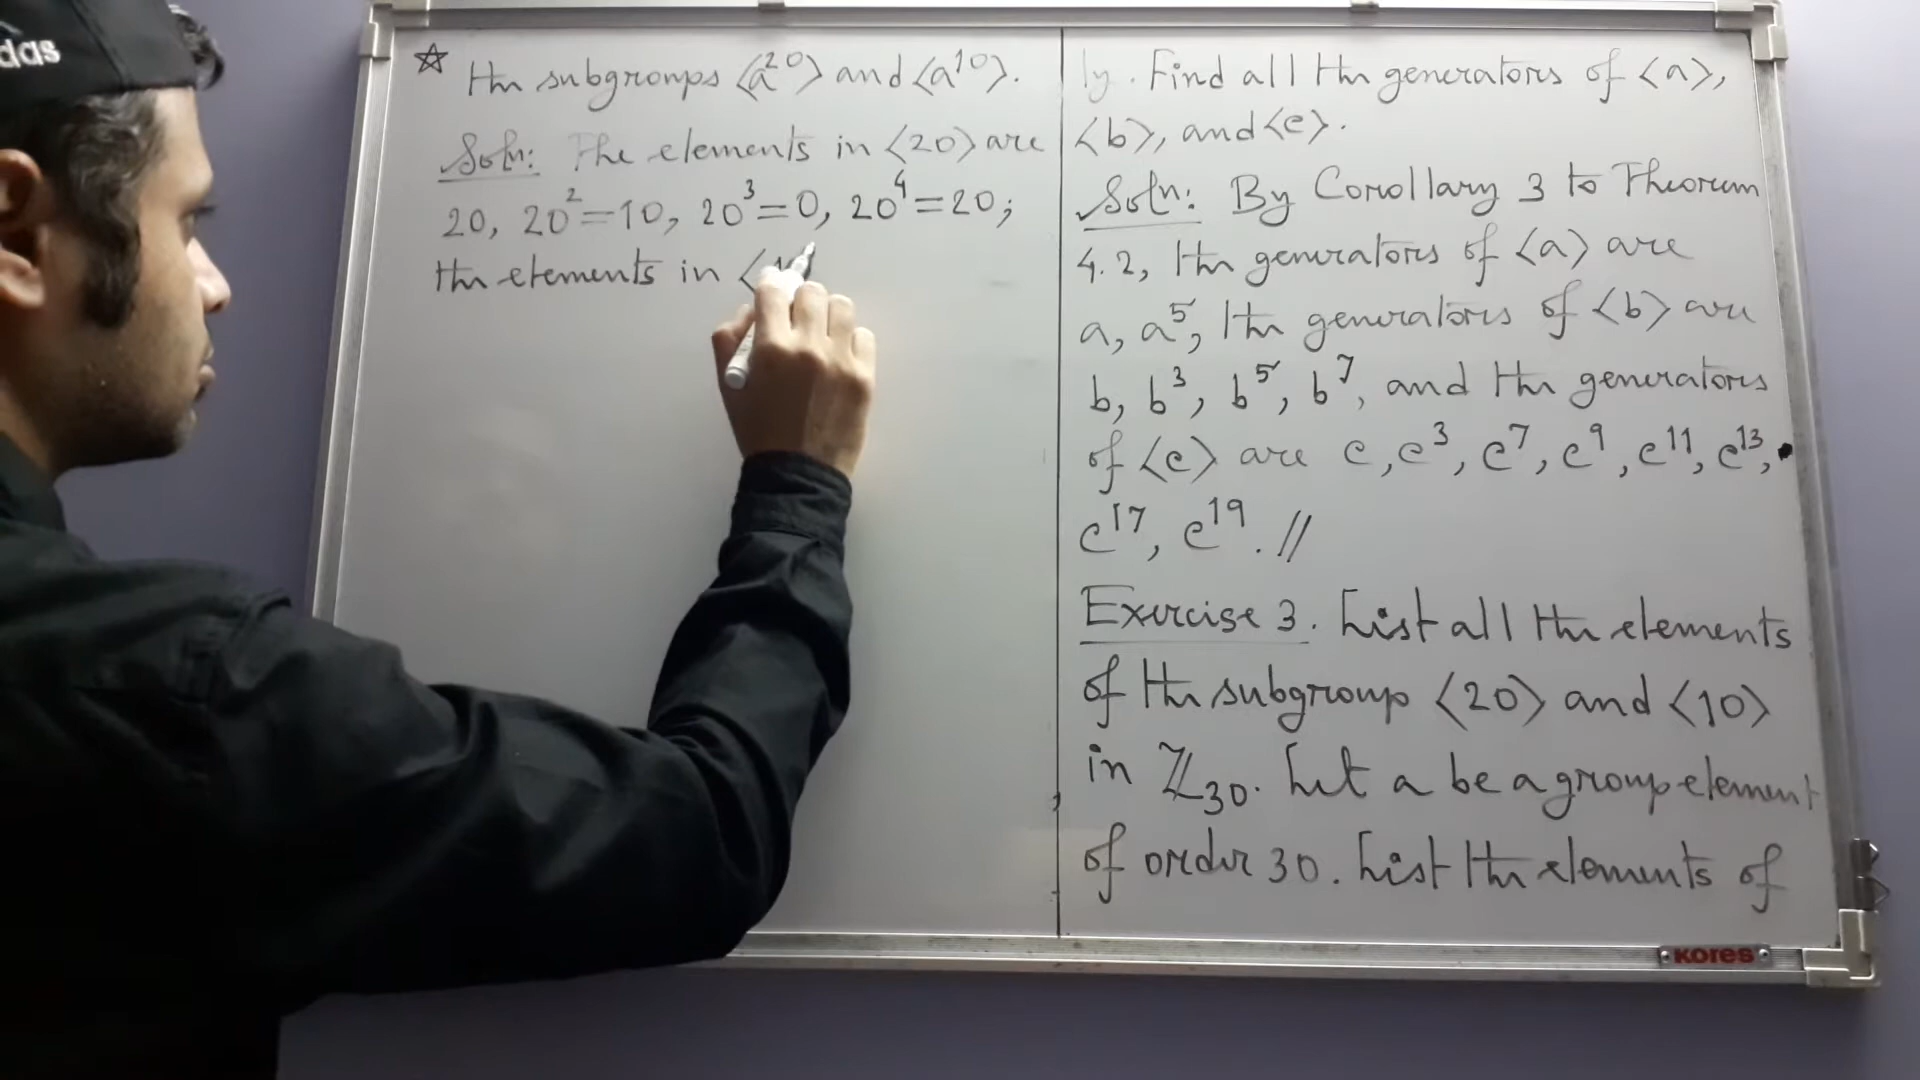 das
☆ the subgroups ⟨a²⁰⟩ and ⟨a¹⁰⟩.
Soln: The elements in ⟨20⟩ are
20, 20²=10, 20³=0, 20⁴=20;
the elements in ⟨1
ly. Find all the generators of ⟨a⟩,
⟨b⟩, and ⟨c⟩.
Soln: By Corollary 3 to Theorem
4.2, the generators of ⟨a⟩ are
a, a⁵, the generators of ⟨b⟩ are
b, b³, b⁵, b⁷, and the generators
of ⟨c⟩ are c, c³, c⁷, c⁹, c¹¹, c¹³,
c¹⁷, c¹⁹. //
Exercise 3. List all the elements
of the subgroup ⟨20⟩ and ⟨10⟩
in ℤ₃₀. Let a be a group element
of order 30. List the elements of
KORES